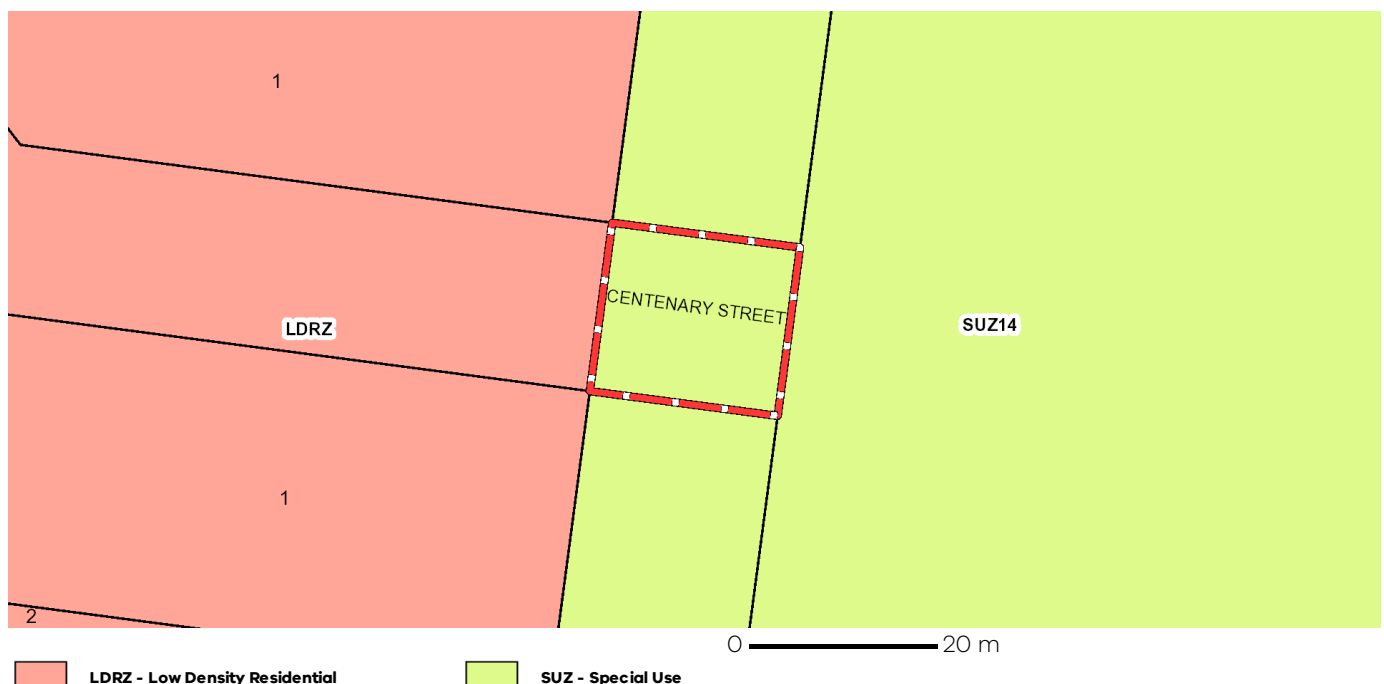 1
CENTENARY STREET
LDRZ
SUZ14
1
2
0 20 m
LDRZ - Low Density Residential
SUZ - Special Use